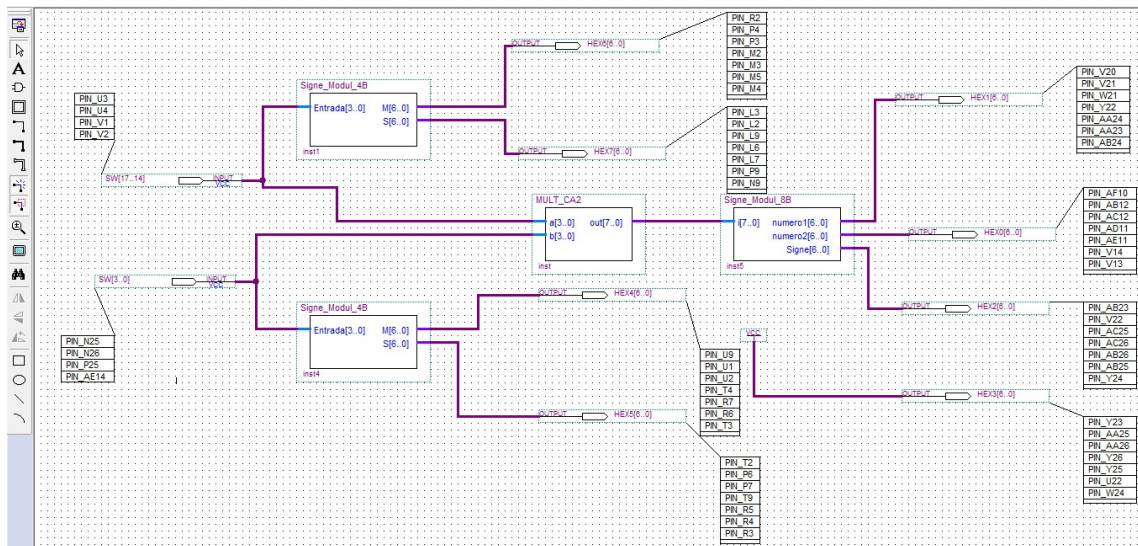 PIN_U3
PIN_U4
PIN_V1
PIN_V2
SW[17..14]
INPUT
VCC
SW[3..0]
INPUT
VCC
PIN_N25
PIN_N26
PIN_P25
PIN_AE14
Signe_Modul_4B
Entrada[3..0] M[6..0]
S[6..0]
inst1
OUTPUT HEX6[6..0]
PIN_R2
PIN_P4
PIN_P3
PIN_M2
PIN_M3
PIN_M5
PIN_M4
OUTPUT HEX7[6..0]
PIN_L3
PIN_L2
PIN_L9
PIN_L6
PIN_L7
PIN_P9
PIN_N9
MULT_CA2
a[3..0] out[7..0]
b[3..0]
inst
Signe_Modul_8B
i[7..0] numero1[6..0]
numero2[6..0]
Signe[6..0]
inst5
OUTPUT HEX1[6..0]
PIN_V20
PIN_V21
PIN_W21
PIN_Y22
PIN_AA24
PIN_AA23
PIN_AB24
OUTPUT HEX0[6..0]
PIN_AF10
PIN_AB12
PIN_AC12
PIN_AD11
PIN_AE11
PIN_V14
PIN_V13
OUTPUT HEX2[6..0]
PIN_AB23
PIN_V22
PIN_AC25
PIN_AC26
PIN_AB26
PIN_AB25
PIN_Y24
VCC
OUTPUT HEX3[6..0]
PIN_Y23
PIN_AA25
PIN_AA26
PIN_Y26
PIN_Y25
PIN_U22
PIN_W24
Signe_Modul_4B
Entrada[3..0] M[6..0]
S[6..0]
inst4
OUTPUT HEX4[6..0]
PIN_U9
PIN_U1
PIN_U2
PIN_T4
PIN_R7
PIN_R6
PIN_T3
OUTPUT HEX5[6..0]
PIN_T2
PIN_P6
PIN_P7
PIN_T9
PIN_R5
PIN_R4
PIN_R3